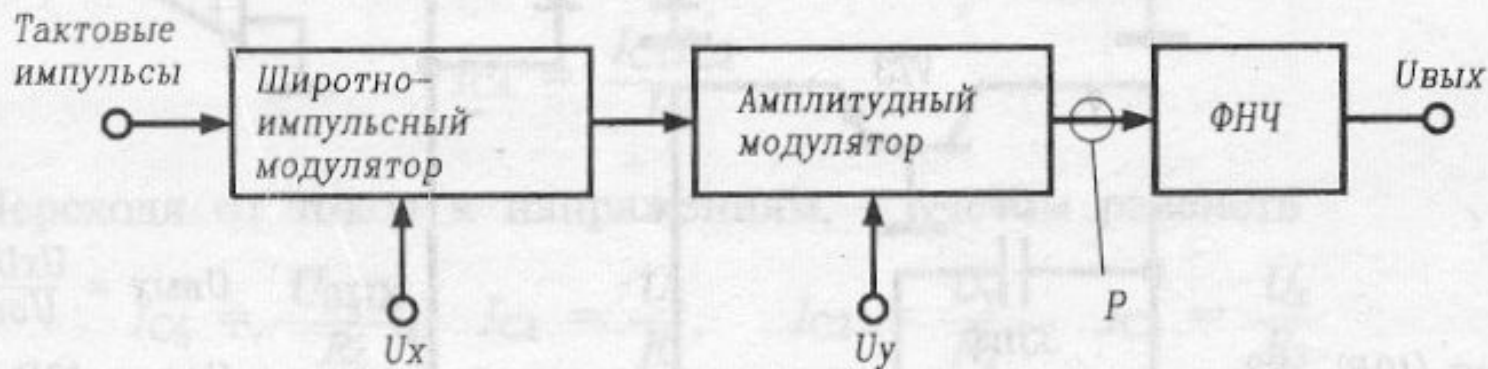 Тактовые
импульсы
Широтно-
импульсный
модулятор
Амплитудный
модулятор
ФНЧ
Uвых
P
Ux
Uy